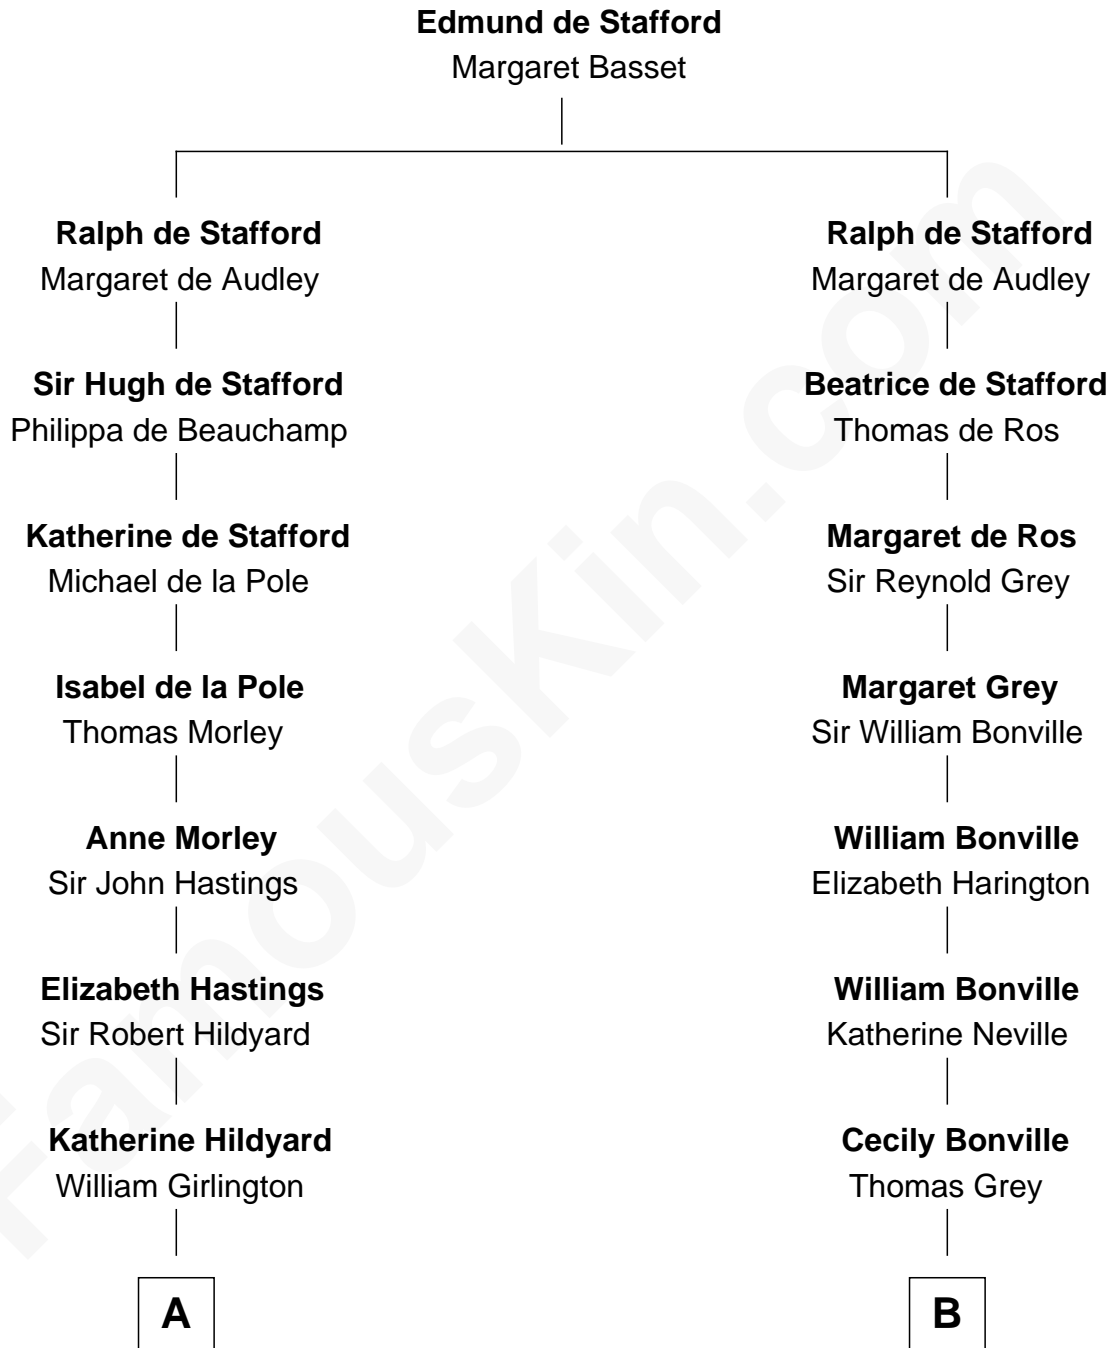 Edmund de Stafford
Margaret Basset
Ralph de Stafford
Margaret de Audley
Sir Hugh de Stafford
Philippa de Beauchamp
Katherine de Stafford
Michael de la Pole
Isabel de la Pole
Thomas Morley
Anne Morley
Sir John Hastings
Elizabeth Hastings
Sir Robert Hildyard
Katherine Hildyard
William Girlington
A
Ralph de Stafford
Margaret de Audley
Beatrice de Stafford
Thomas de Ros
Margaret de Ros
Sir Reynold Grey
Margaret Grey
Sir William Bonville
William Bonville
Elizabeth Harington
William Bonville
Katherine Neville
Cecily Bonville
Thomas Grey
B
FamousKin.com